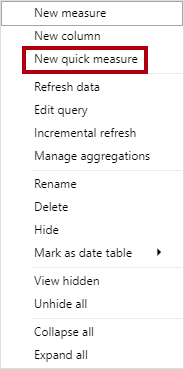 New measure
New column
New quick measure
Refresh data
Edit query
Incremental refresh
Manage aggregations
Rename
Delete
Hide
Mark as date table
View hidden
Unhide all
Collapse all
Expand all